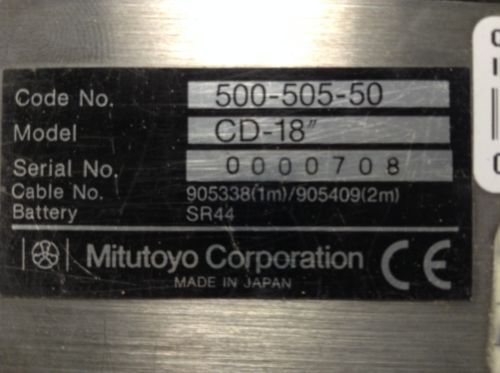 Code No. 500-505-50
Model CD-18"
Serial No. 0000708
Cable No. 905338(1m)/905409(2m)
Battery SR44
Mitutoyo Corporation CE
MADE IN JAPAN